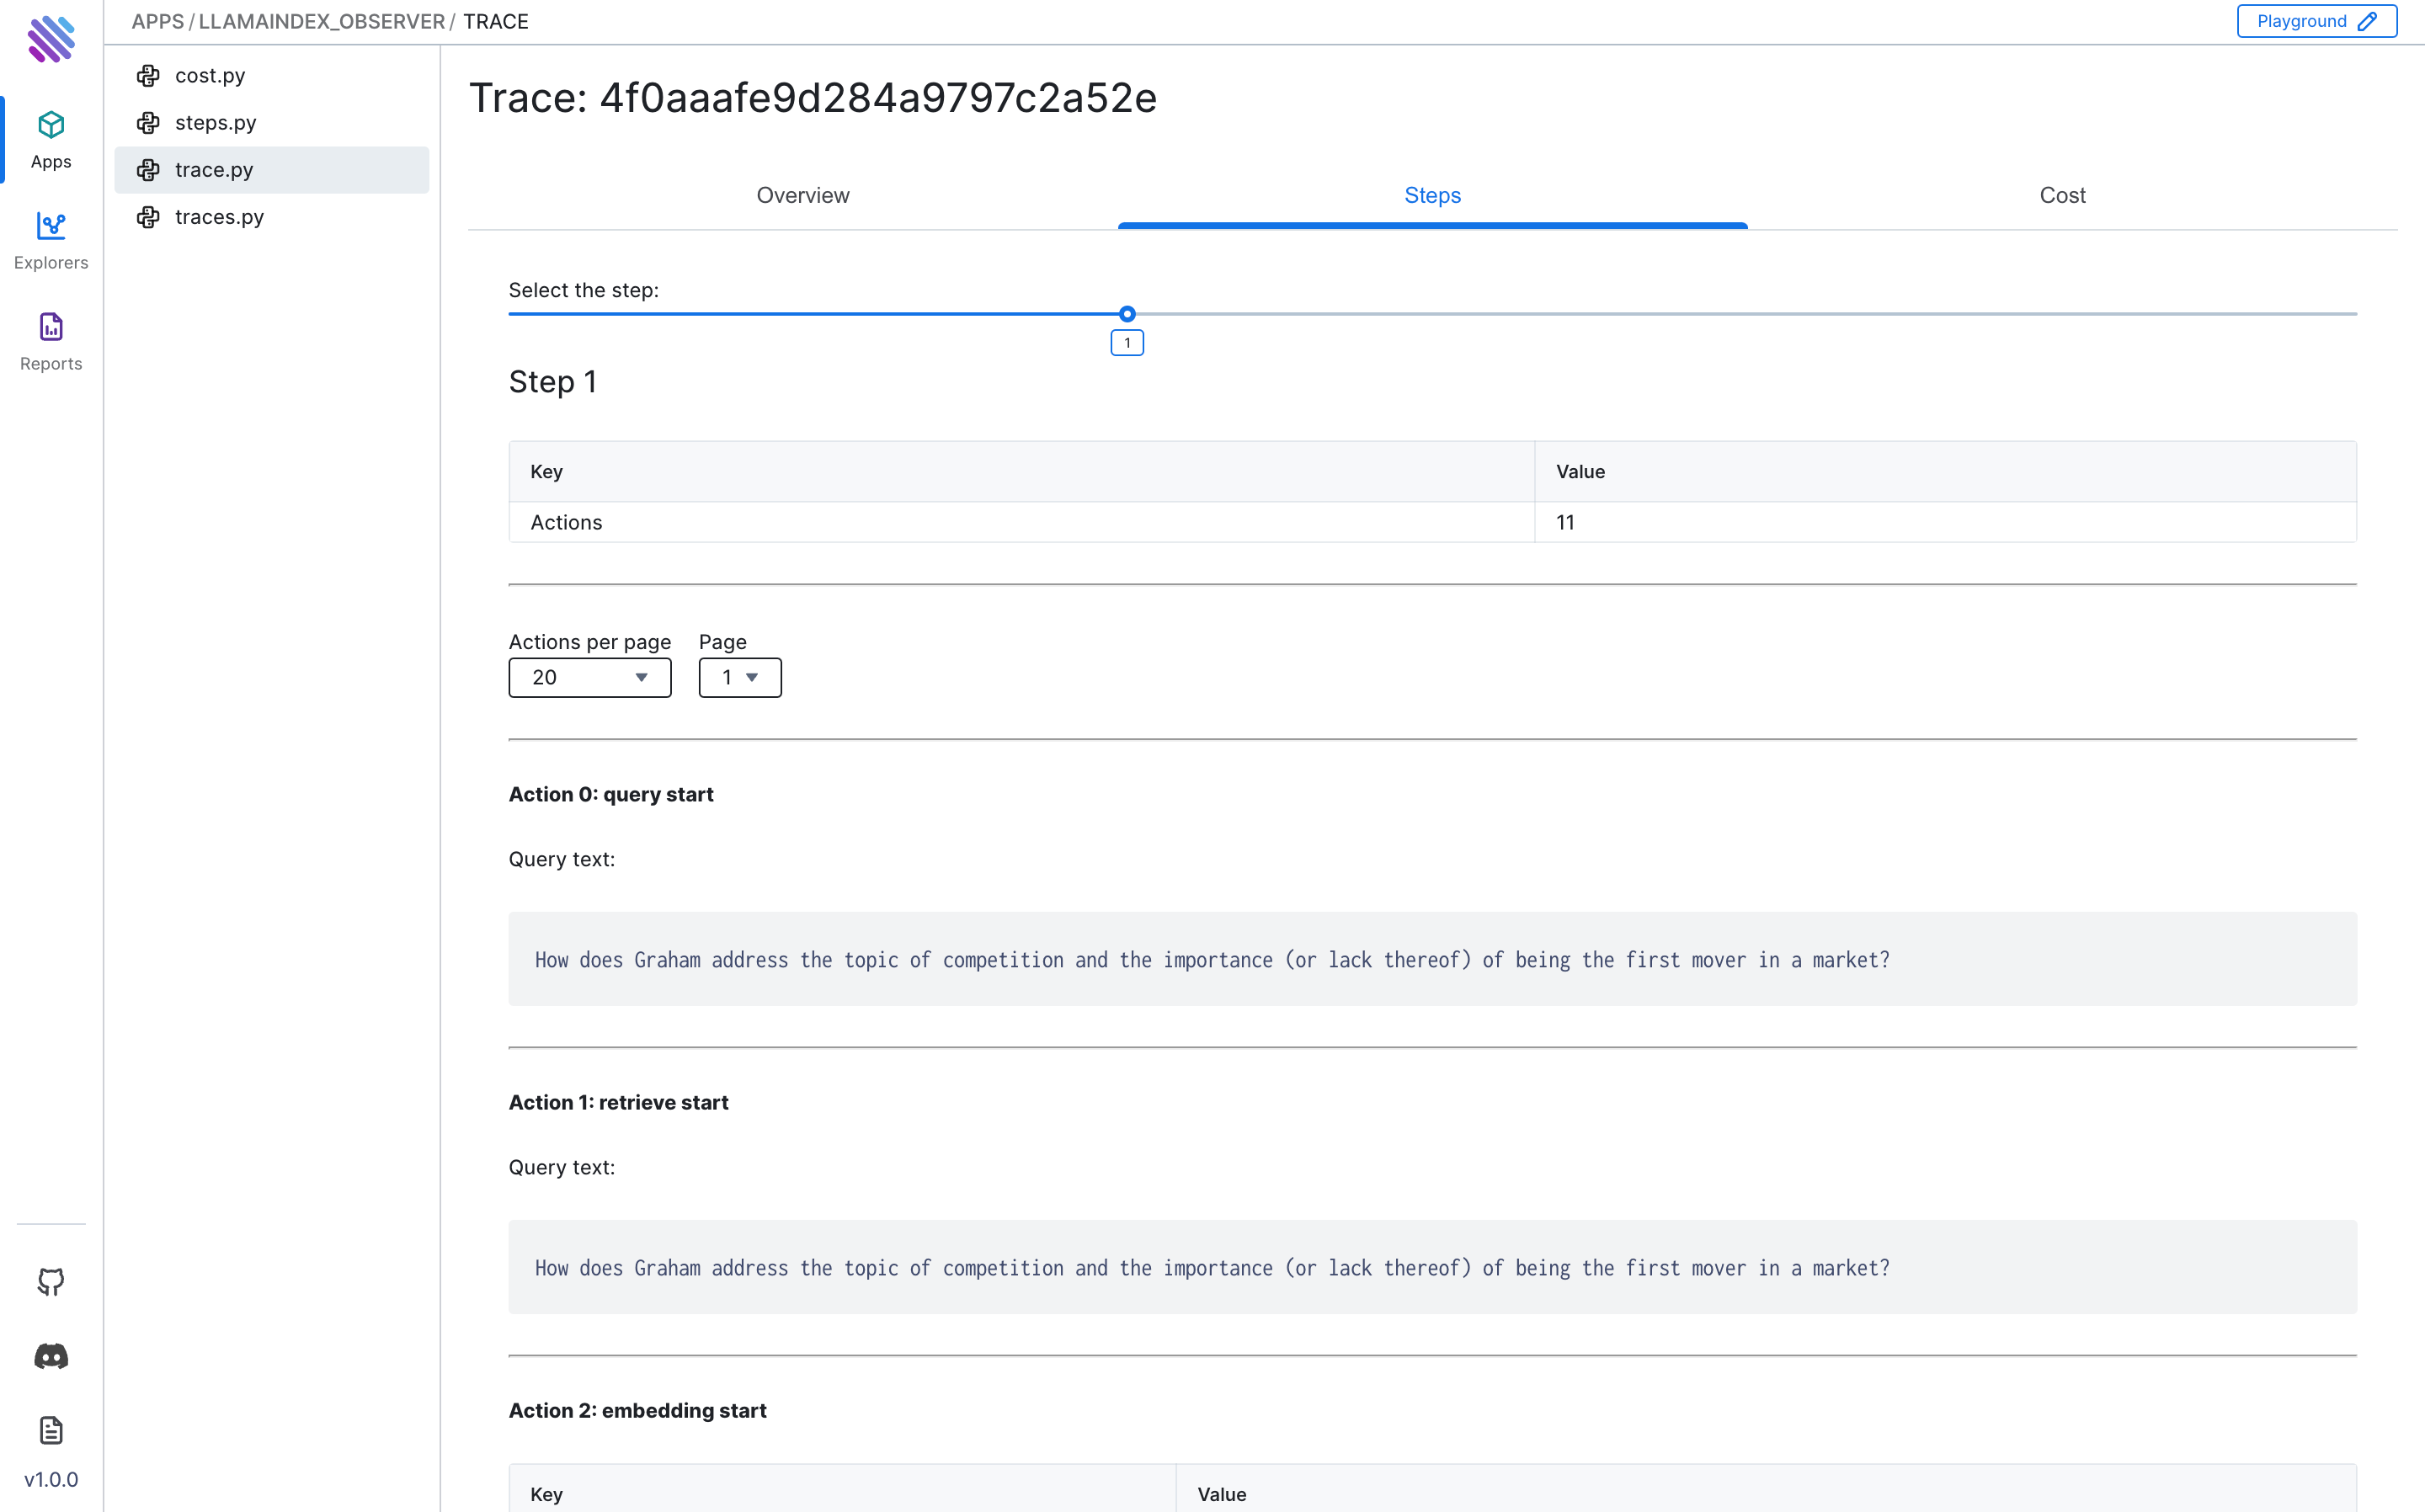 APPS / LLAMAINDEX_OBSERVER / TRACE
Playground
Apps
Explorers
Reports
v1.0.0
cost.py
steps.py
trace.py
traces.py
Trace: 4f0aaafe9d284a9797c2a52e
Overview Steps Cost
Select the step:
1
Step 1
Key Value
Actions 11
Actions per page Page
20 1
Action 0: query start
Query text:
How does Graham address the topic of competition and the importance (or lack thereof) of being the first mover in a market?
Action 1: retrieve start
Query text:
How does Graham address the topic of competition and the importance (or lack thereof) of being the first mover in a market?
Action 2: embedding start
Key Value